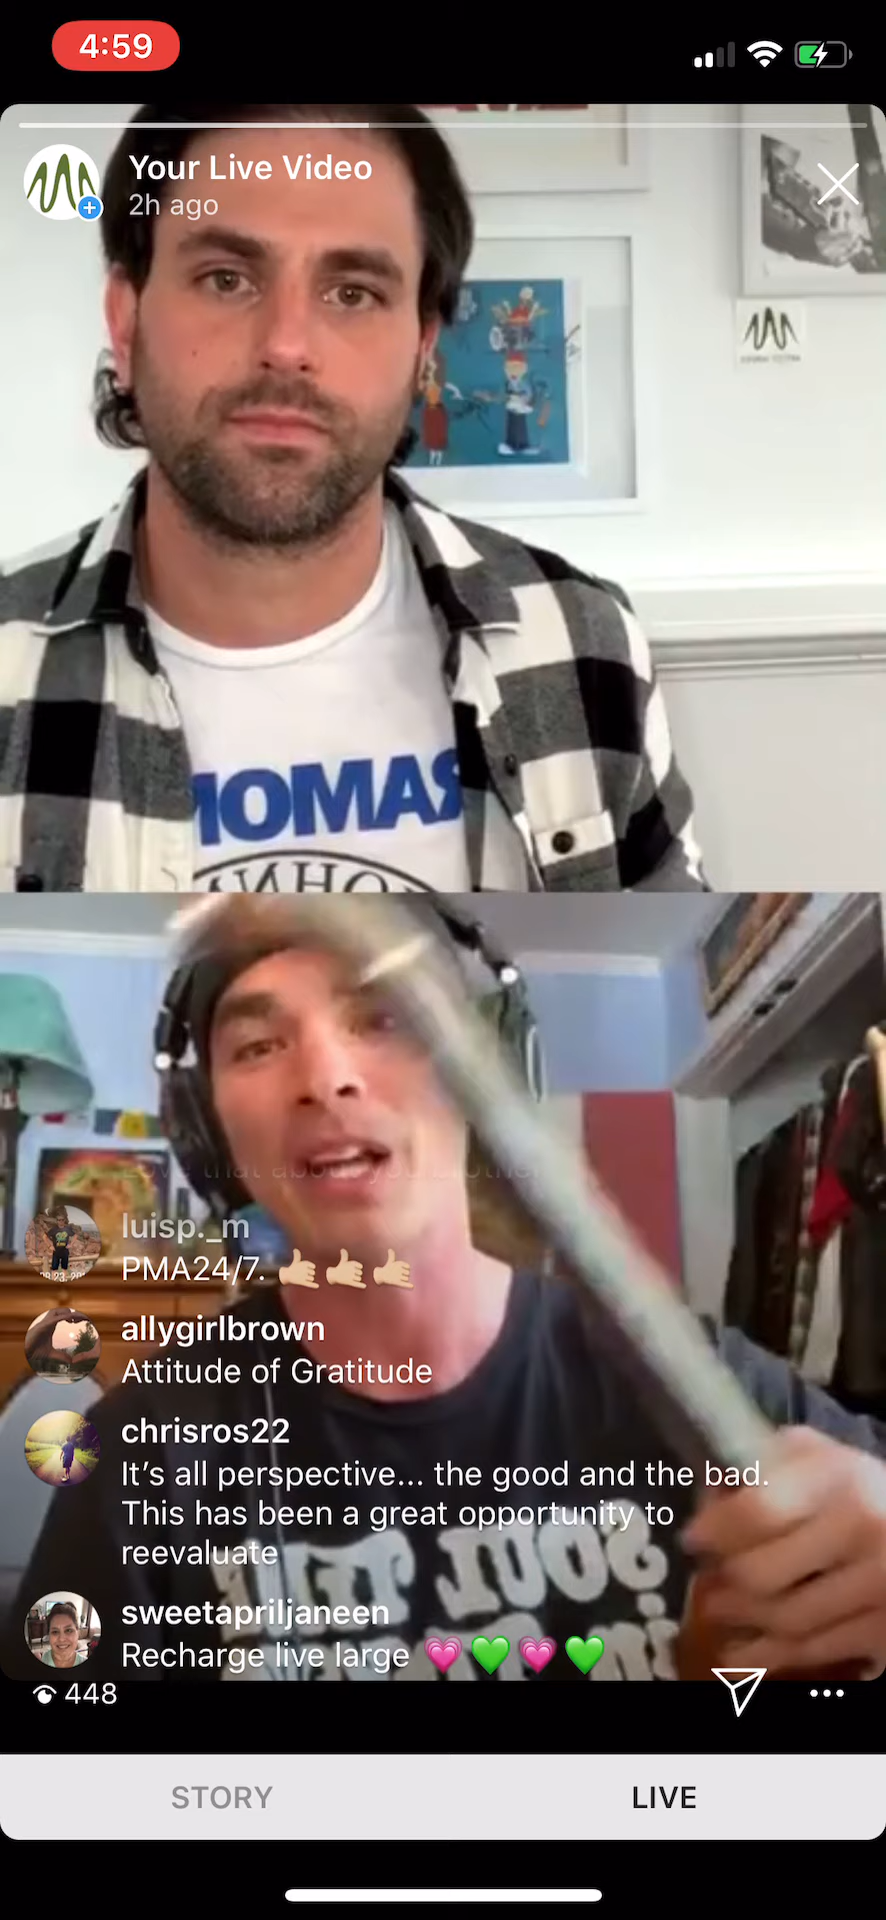 4:59
Your Live Video
2h ago
HOMAS
OHNN
luisp._m
PMA24/7. 🤙🏼🤙🏼🤙🏼
allygirlbrown
Attitude of Gratitude
chrisros22
It’s all perspective... the good and the bad.
This has been a great opportunity to
reevaluate
sweetapriljaneen
Recharge live large 💗💚💗💚
448
STORY
LIVE